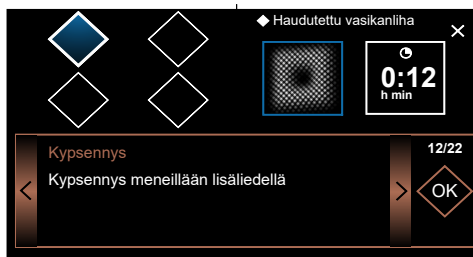 Haudutettu vasikanliha
0:12
h min
Kypsennys
12/22
Kypsennys meneillään lisäliedellä
OK